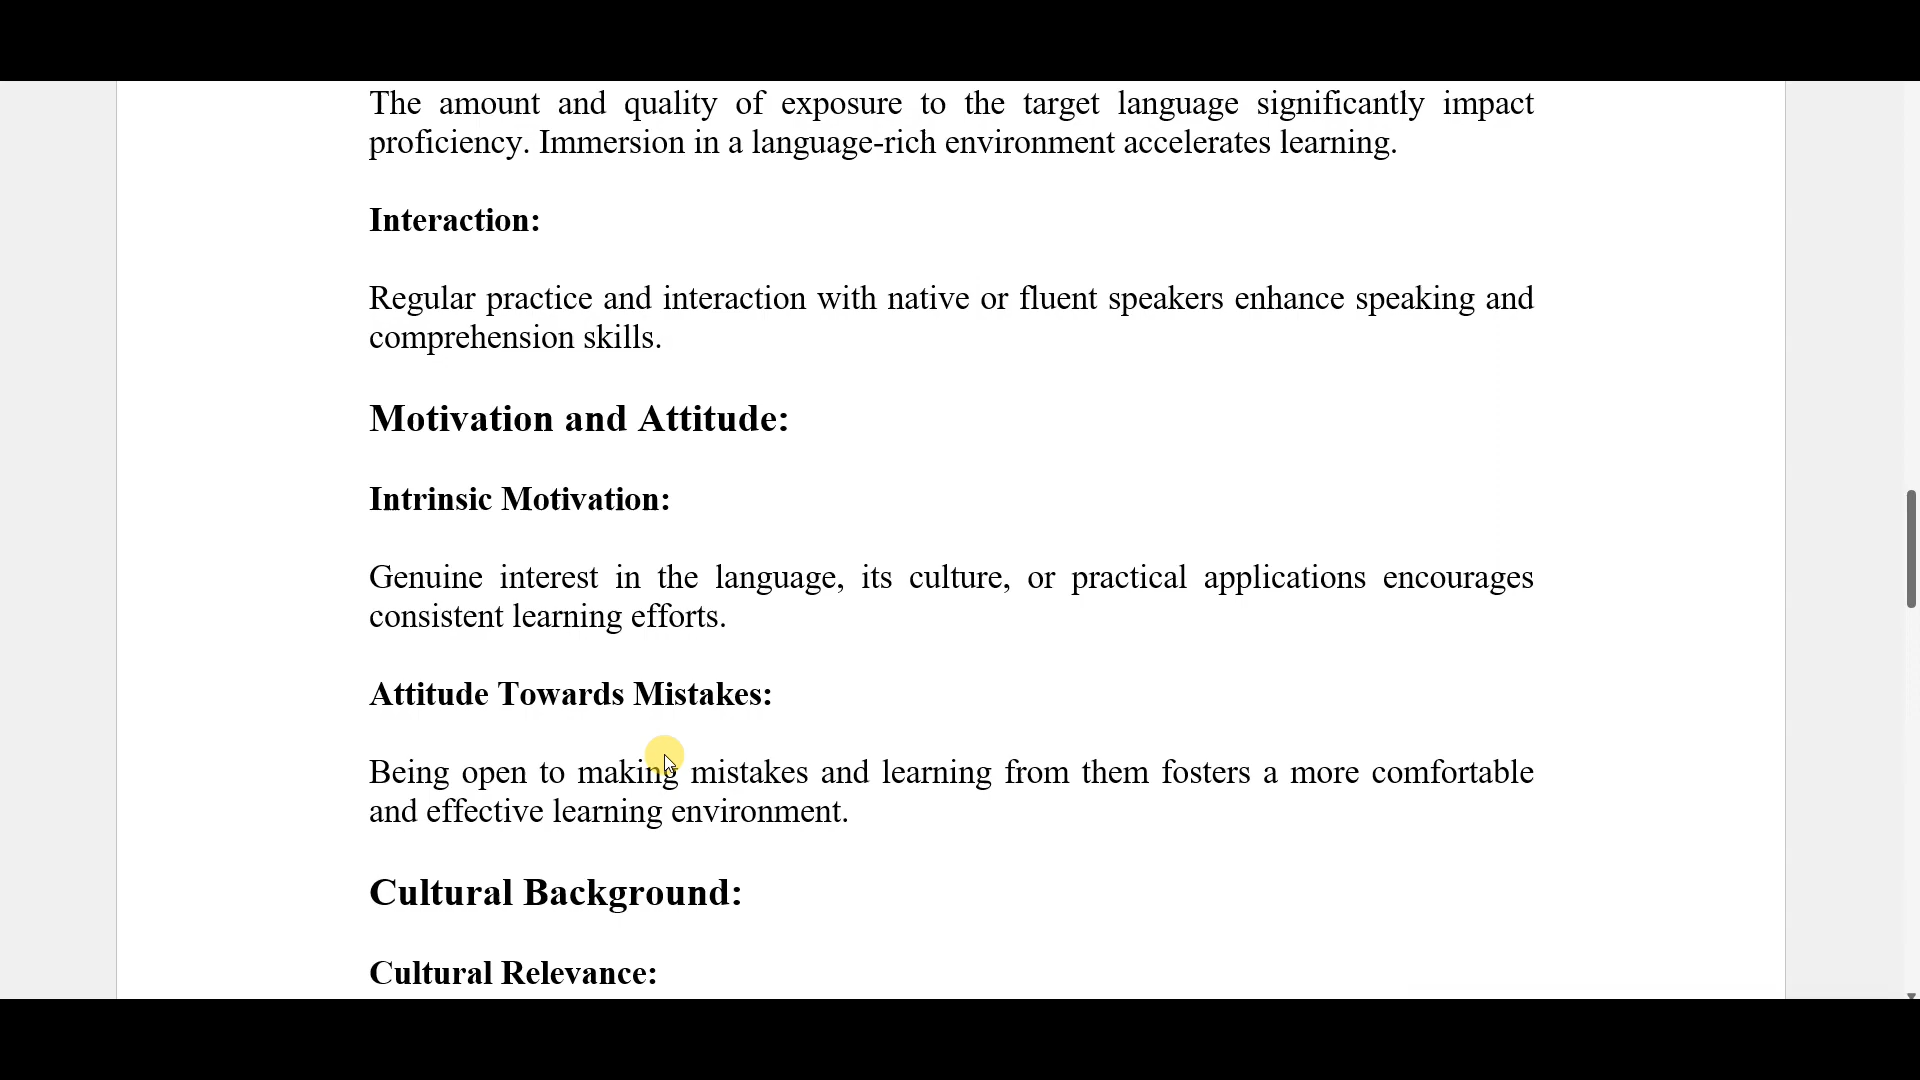 The amount and quality of exposure to the target language significantly impact
proficiency. Immersion in a language-rich environment accelerates learning.
Interaction:
Regular practice and interaction with native or fluent speakers enhance speaking and
comprehension skills.
Motivation and Attitude:
Intrinsic Motivation:
Genuine interest in the language, its culture, or practical applications encourages
consistent learning efforts.
Attitude Towards Mistakes:
Being open to making mistakes and learning from them fosters a more comfortable
and effective learning environment.
Cultural Background:
Cultural Relevance: